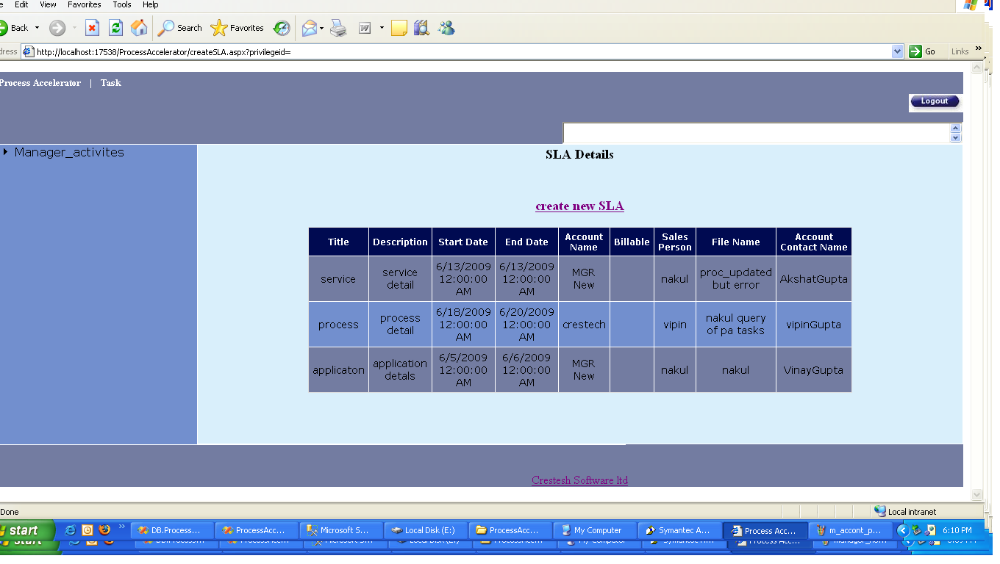 Edit View Favorites Tools Help
Back Search Favorites
dress http://localhost:17538/ProcessAccelerator/createSLA.aspx?privilegeid= Go Links »
Process Accelerator | Task
Logout
Manager_activites
SLA Details
create new SLA
Title Description Start Date End Date Account Name Billable Sales Person File Name Account Contact Name
service service detail 6/13/2009 12:00:00 AM 6/13/2009 12:00:00 AM MGR New nakul proc_updated but error AkshatGupta
process process detail 6/18/2009 12:00:00 AM 6/20/2009 12:00:00 AM crestech vipin nakul query of pa tasks vipinGupta
applicaton application detals 6/5/2009 12:00:00 AM 6/6/2009 12:00:00 AM MGR New nakul nakul VinayGupta
Crestesh Software ltd
Done Local intranet
start » DB.Process... ProcessAcc... Microsoft S... Local Disk (E:) ProcessAcc... My Computer Symantec A... Process Acc... m_accont_p... 6:10 PM